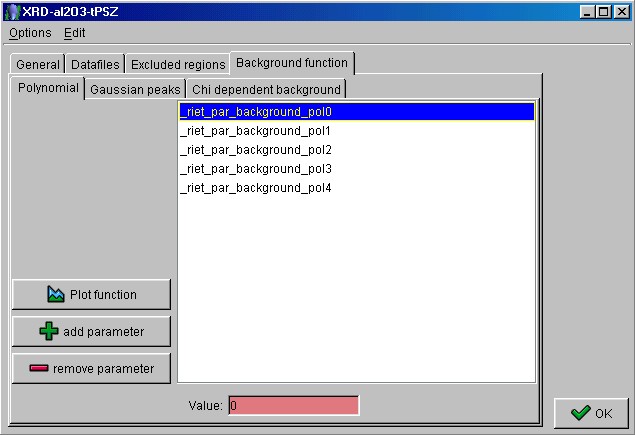 XRD-al2O3-tPSZ
Options Edit
General Datafiles Excluded regions Background function
Polynomial Gaussian peaks Chi dependent background
_riet_par_background_pol0
_riet_par_background_pol1
_riet_par_background_pol2
_riet_par_background_pol3
_riet_par_background_pol4
Plot function
add parameter
remove parameter
Value: 0
OK